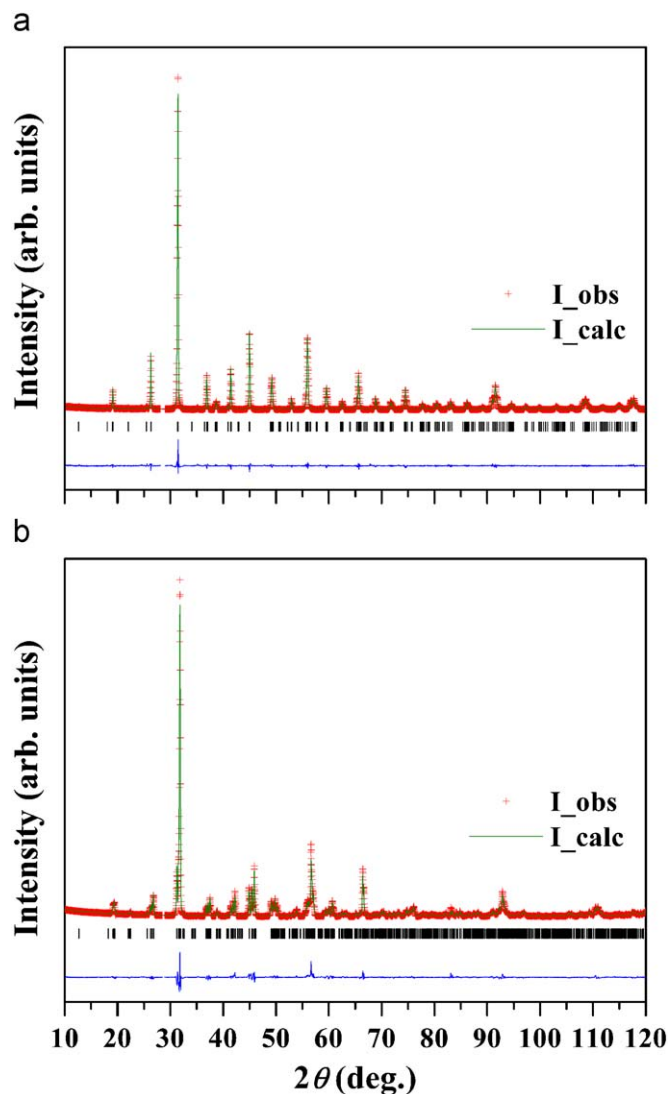 a
Intensity (arb. units)
I_obs
I_calc
b
Intensity (arb. units)
I_obs
I_calc
10 20 30 40 50 60 70 80 90 100 110 120
2θ (deg.)